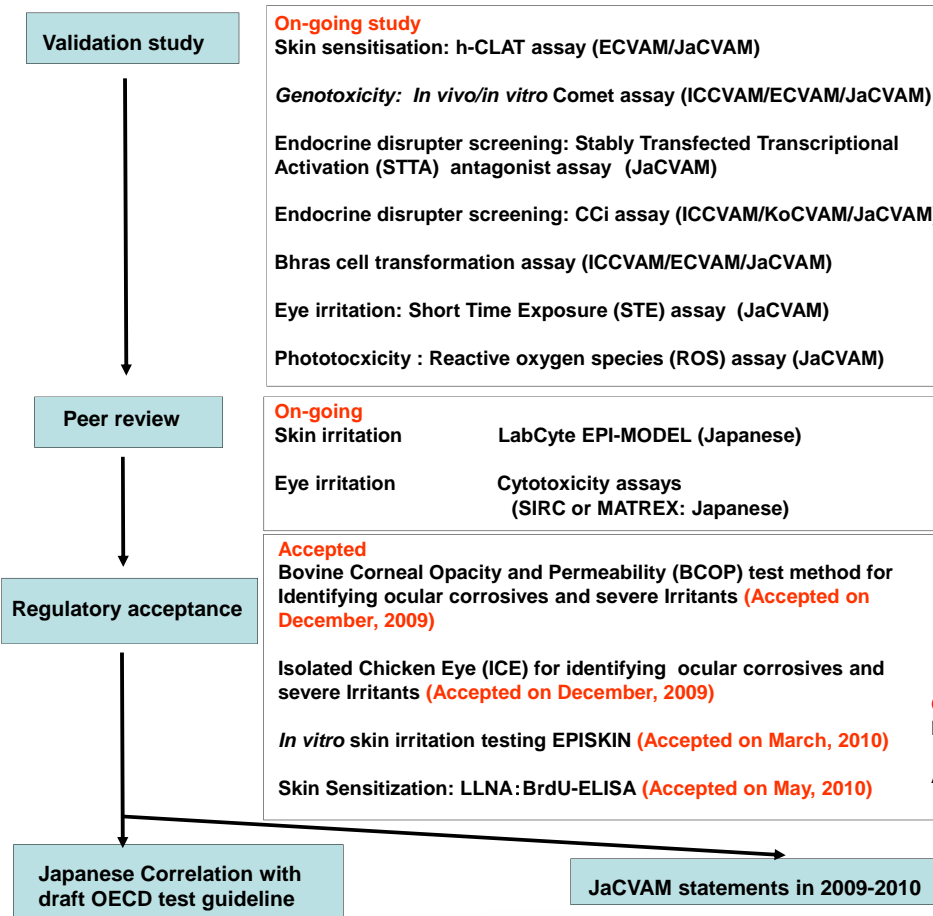 Validation study
On-going study
Skin sensitisation: h-CLAT assay (ECVAM/JaCVAM)
Genotoxicity: In vivo/in vitro Comet assay (ICCVAM/ECVAM/JaCVAM)
Endocrine disrupter screening: Stably Transfected Transcriptional
Activation (STTA) antagonist assay (JaCVAM)
Endocrine disrupter screening: CCi assay (ICCVAM/KoCVAM/JaCVAM
Bhras cell transformation assay (ICCVAM/ECVAM/JaCVAM)
Eye irritation: Short Time Exposure (STE) assay (JaCVAM)
Phototocxicity : Reactive oxygen species (ROS) assay (JaCVAM)
Peer review
On-going
Skin irritation LabCyte EPI-MODEL (Japanese)
Eye irritation Cytotoxicity assays
(SIRC or MATREX: Japanese)
Regulatory acceptance
Accepted
Bovine Corneal Opacity and Permeability (BCOP) test method for
Identifying ocular corrosives and severe Irritants (Accepted on
December, 2009)
Isolated Chicken Eye (ICE) for identifying ocular corrosives and
severe Irritants (Accepted on December, 2009)
In vitro skin irritation testing EPISKIN (Accepted on March, 2010)
Skin Sensitization: LLNA:BrdU-ELISA (Accepted on May, 2010)
Japanese Correlation with
draft OECD test guideline
JaCVAM statements in 2009-2010